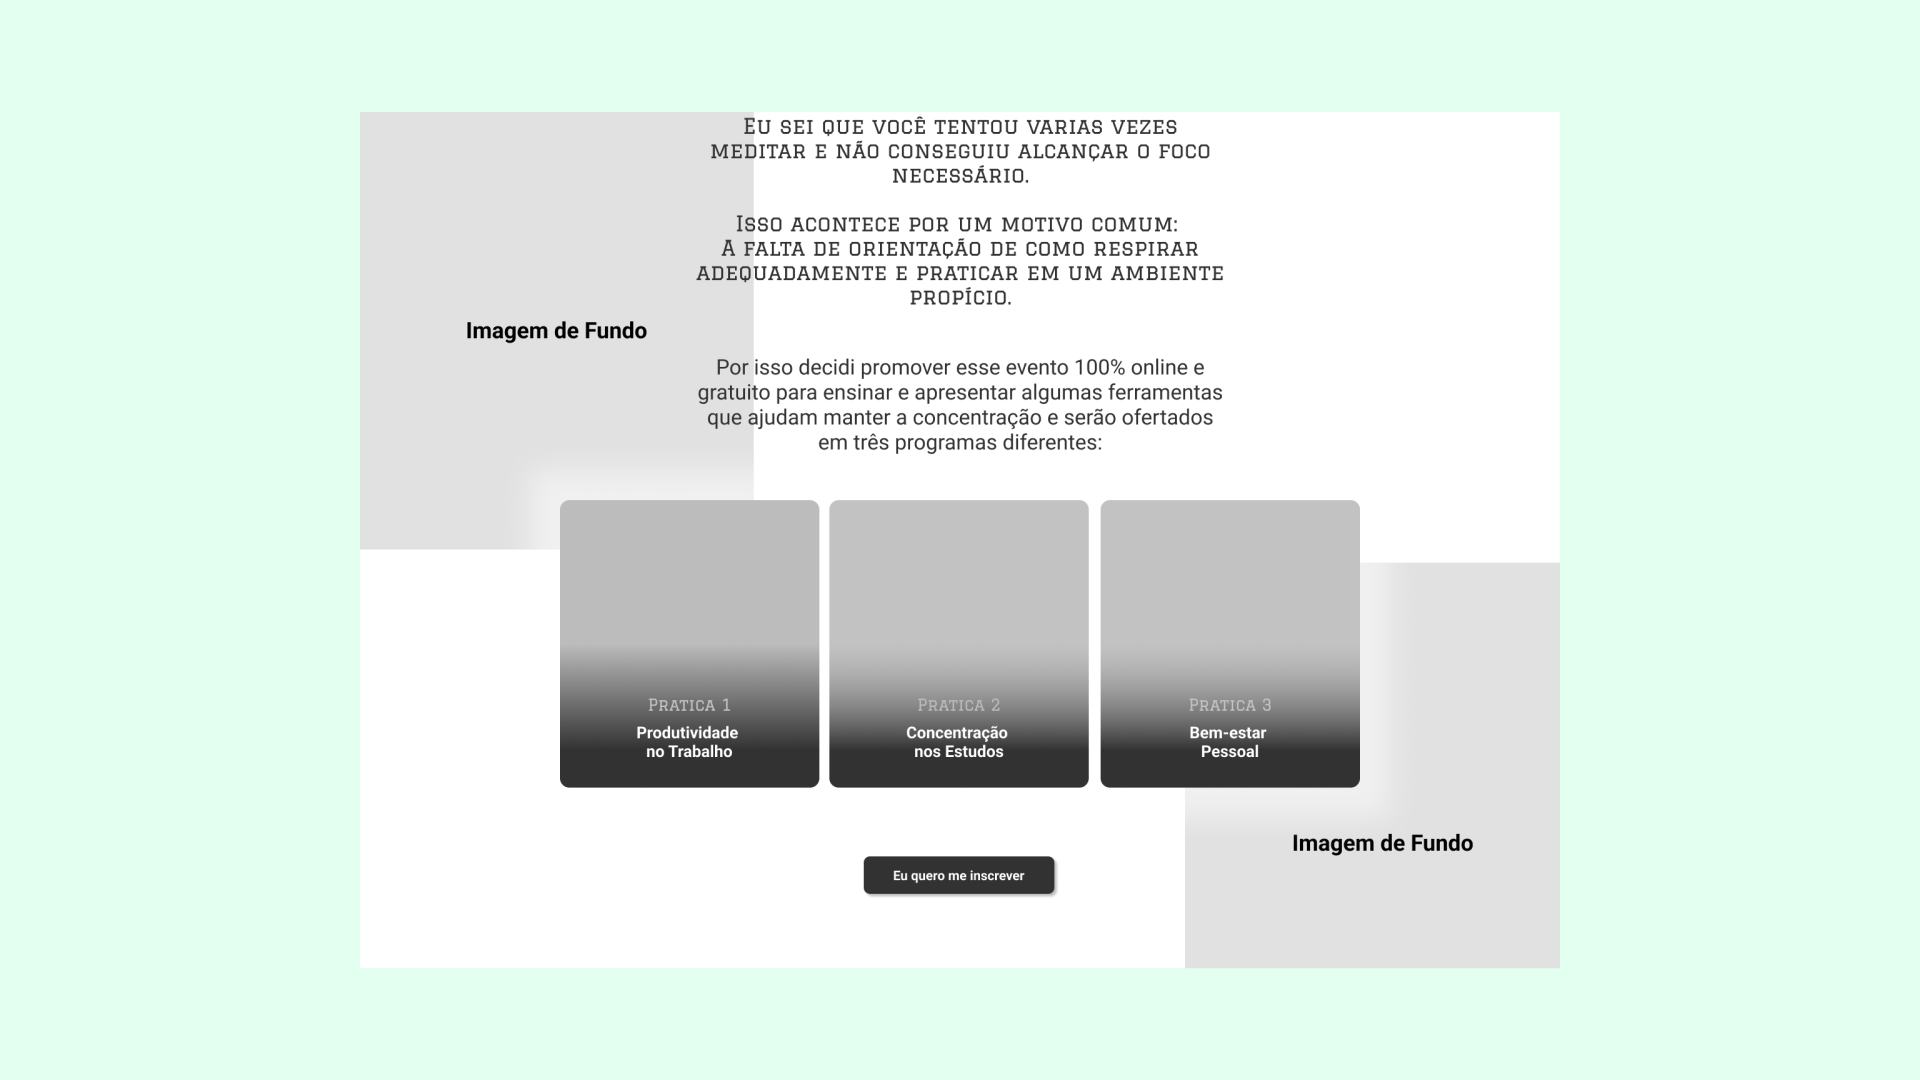 Eu sei que você tentou varias vezes
meditar e não conseguiu alcançar o foco
necessário.
Isso acontece por um motivo comum:
A falta de orientação de como respirar
adequadamente e praticar em um ambiente
propício.
Imagem de Fundo
Por isso decidi promover esse evento 100% online e
gratuito para ensinar e apresentar algumas ferramentas
que ajudam manter a concentração e serão ofertados
em três programas diferentes:
Pratica 1
Produtividade
no Trabalho
Pratica 2
Concentração
nos Estudos
Pratica 3
Bem-estar
Pessoal
Imagem de Fundo
Eu quero me inscrever